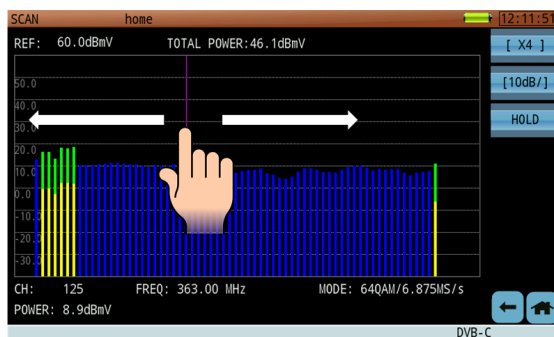 SCAN home 12:11:51
REF: 60.0dBmV TOTAL POWER:46.1dBmV [ X4 ]
50.0 [10dB/]
40.0
30.0 HOLD
20.0
10.0
0.0
-10.0
-20.0
-30.0
CH: 125 FREQ: 363.00 MHz MODE: 64QAM/6.875MS/s
POWER: 8.9dBmV
DVB-C